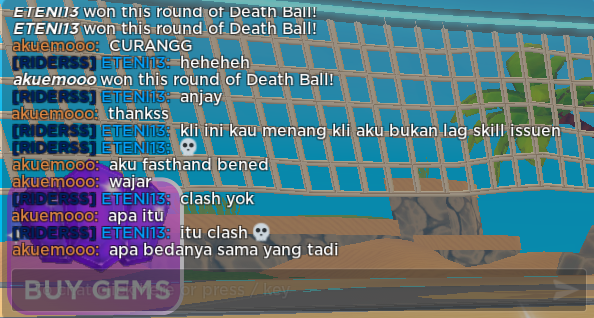 ETENI13 won this round of Death Ball!
ETENI13 won this round of Death Ball!
akuemooo: CURANGG
[RIDERSS] ETENI13: heheheh
akuemooo won this round of Death Ball!
[RIDERSS] ETENI13: anjay
akuemooo: thankss
[RIDERSS] ETENI13: kli ini kau menang kli aku bukan lag skill issuen
[RIDERSS] ETENI13: 💀
akuemooo: aku fasthand bened
akuemooo: wajar
[RIDERSS] ETENI13: clash yok
akuemooo: apa itu
[RIDERSS] ETENI13: itu clash 💀
akuemooo: apa bedanya sama yang tadi
BUY GEMS
or press / key